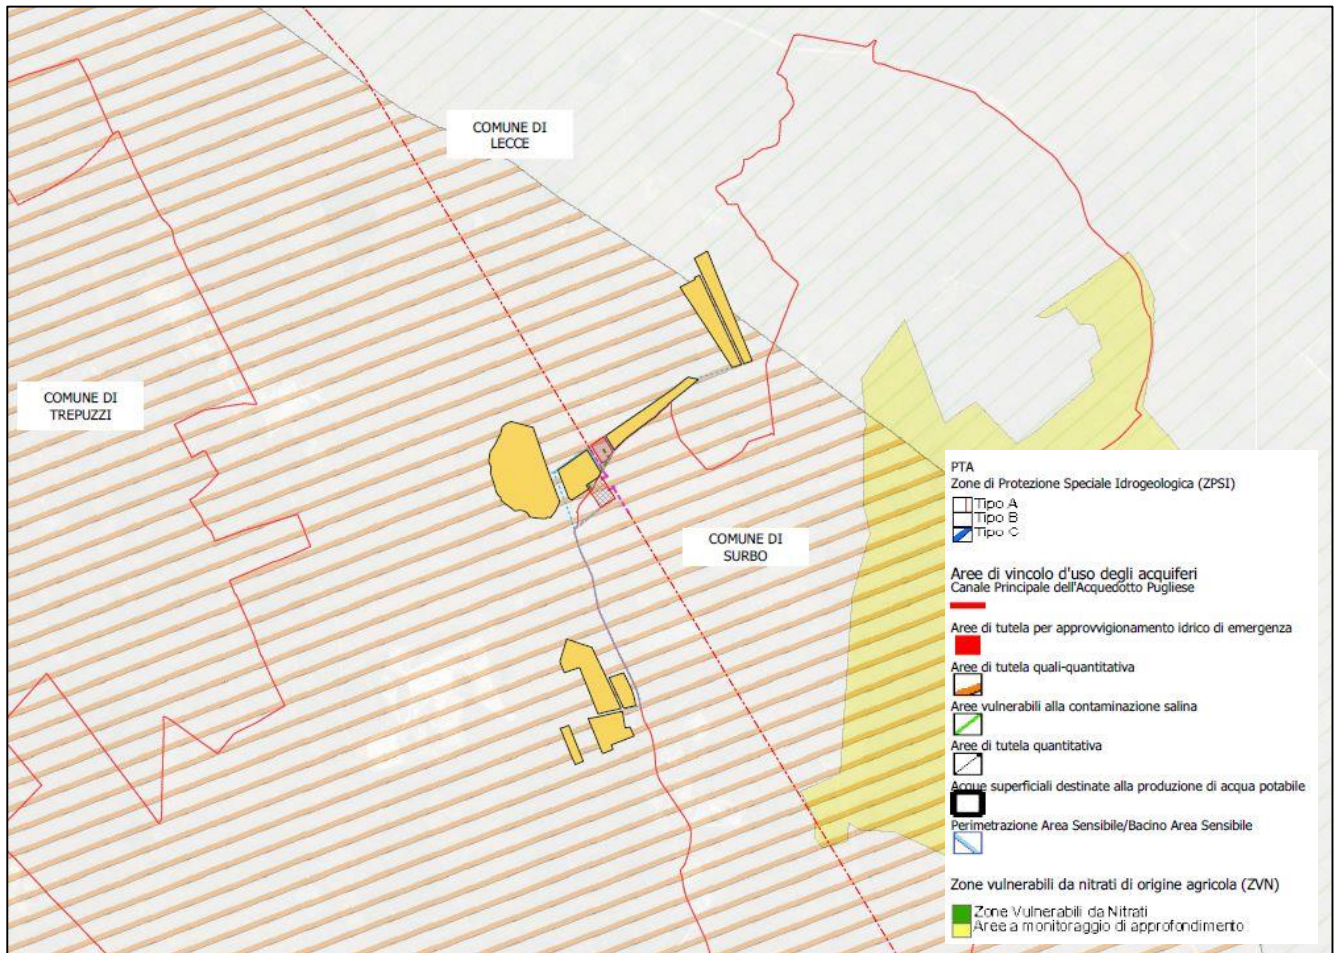 COMUNE DI
LECCE
COMUNE DI
TREPUZZI
COMUNE DI
SURBO
PTA
Zone di Protezione Speciale Idrogeologica (ZPSI)
Tipo A
Tipo B
Tipo C
Aree di vincolo d'uso degli acquiferi
Canale Principale dell'Acquedotto Pugliese
Aree di tutela per approvvigionamento idrico di emergenza
Aree di tutela quali-quantitativa
Aree vulnerabili alla contaminazione salina
Aree di tutela quantitativa
Acque superficiali destinate alla produzione di acqua potabile
Perimetrazione Area Sensibile/Bacino Area Sensibile
Zone vulnerabili da nitrati di origine agricola (ZVN)
Zone Vulnerabili da Nitrati
Aree a monitoraggio di approfondimento